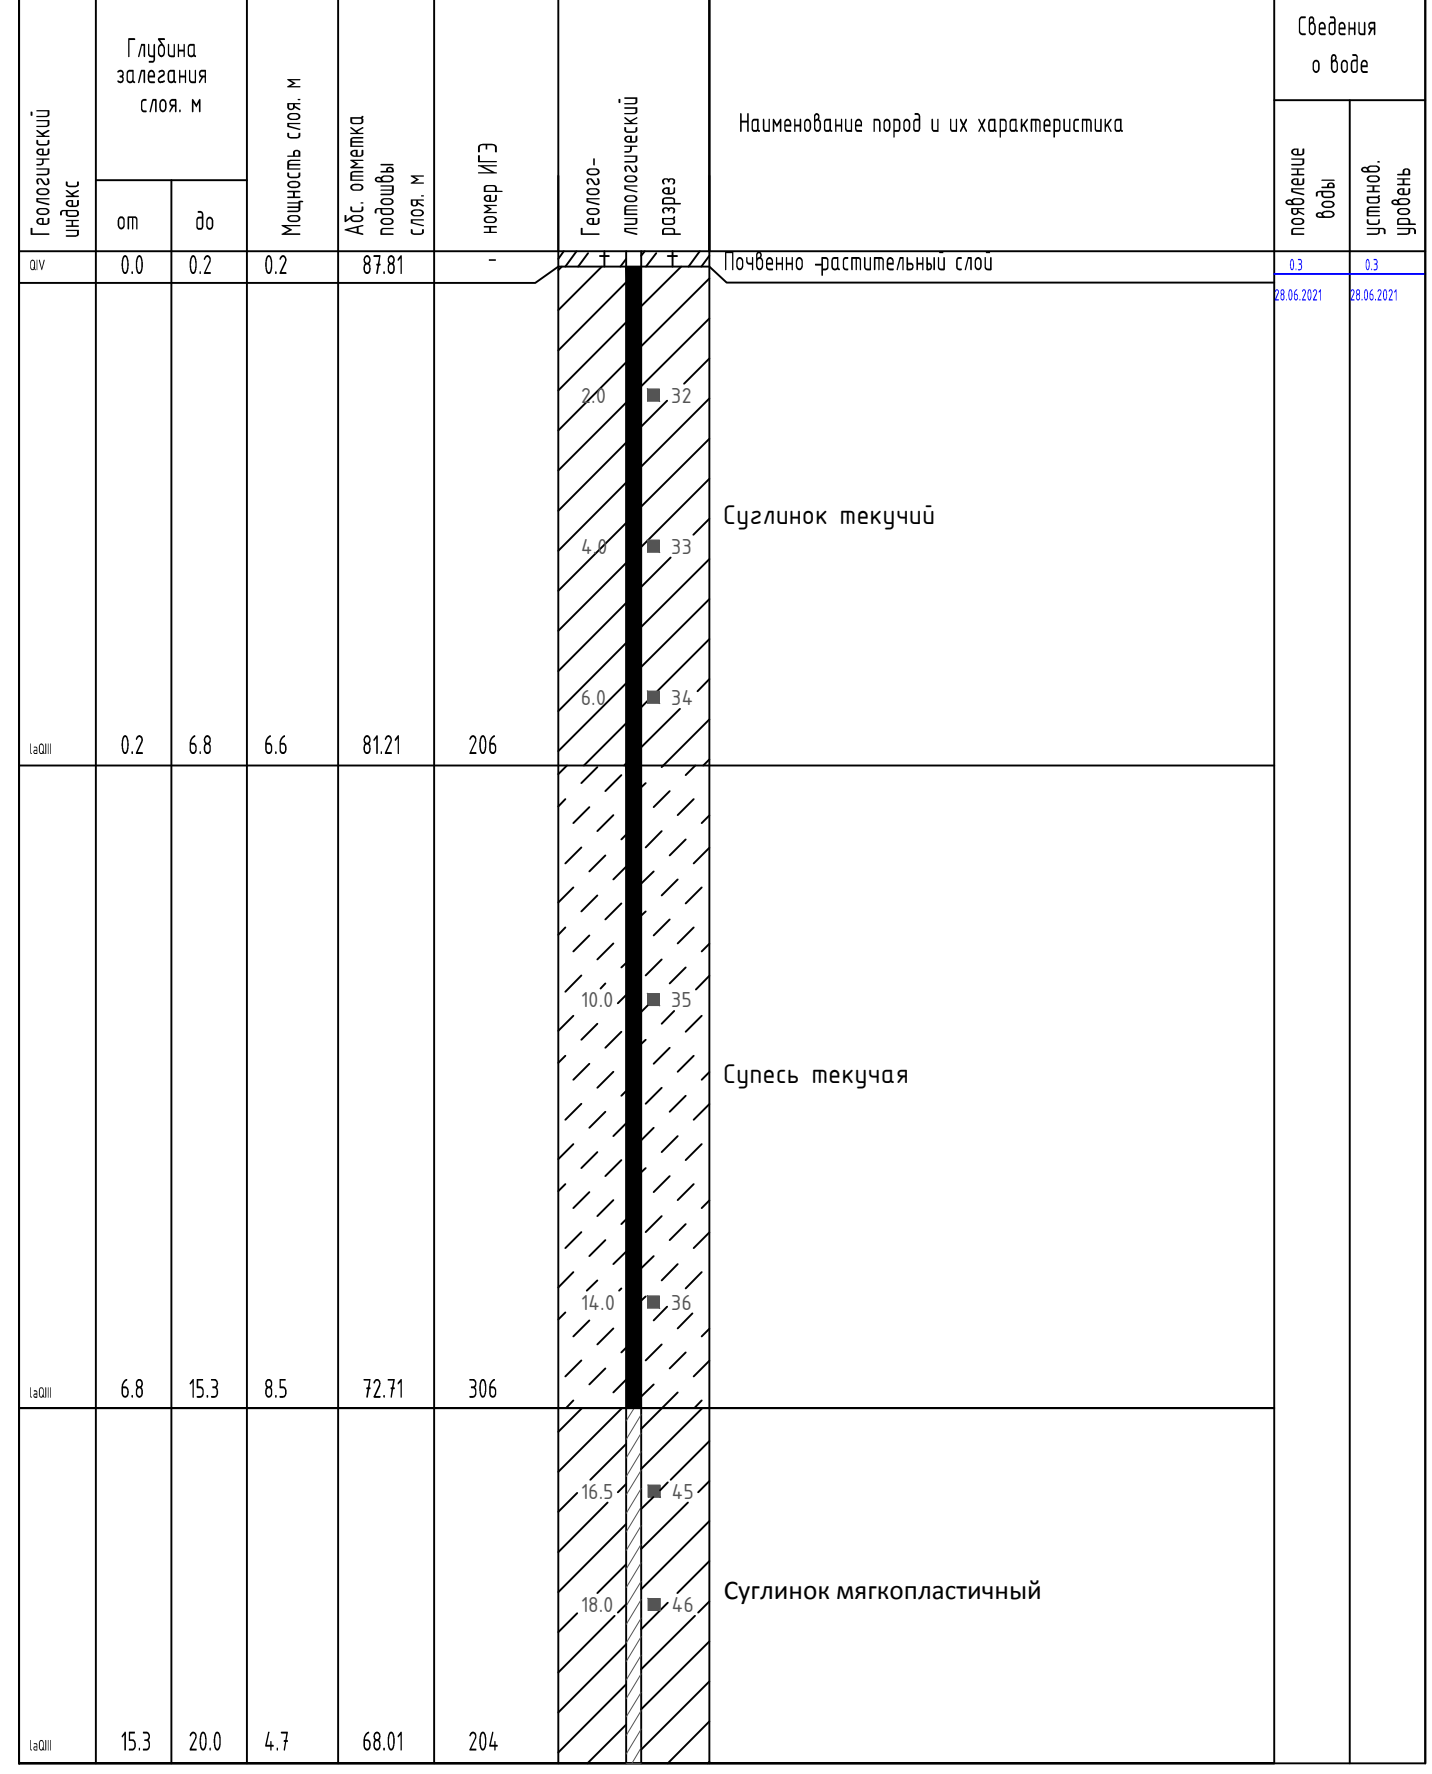 Геологический
индекс
Глубина
залегания
слоя. м
от
до
Мощность слоя. м
Абс. отметка
подошвы
слоя. м
номер ИГЭ
Геолого-
литологический
разрез
Наименование пород и их характеристика
Сведения
о воде
появление
воды
установ.
уровень
QIV 0.0 0.2 0.2 87.81 - Почвенно -растительный слой 0.3 0.3
28.06.2021 28.06.2021
2.0 32
Суглинок текучий
4.0 33
6.0 34
laQIII 0.2 6.8 6.6 81.21 206
10.0 35
Супесь текучая
14.0 36
laQIII 6.8 15.3 8.5 72.71 306
16.5 45
Суглинок мягкопластичный
18.0 46
laQIII 15.3 20.0 4.7 68.01 204